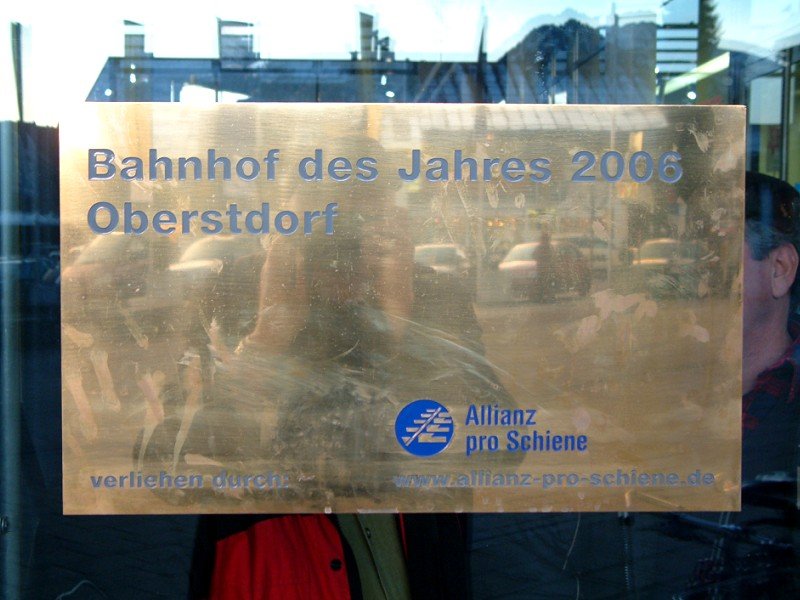 Bahnhof des Jahres 2006
Oberstdorf
Allianz
pro Schiene
verliehen durch:
www.allianz-pro-schiene.de